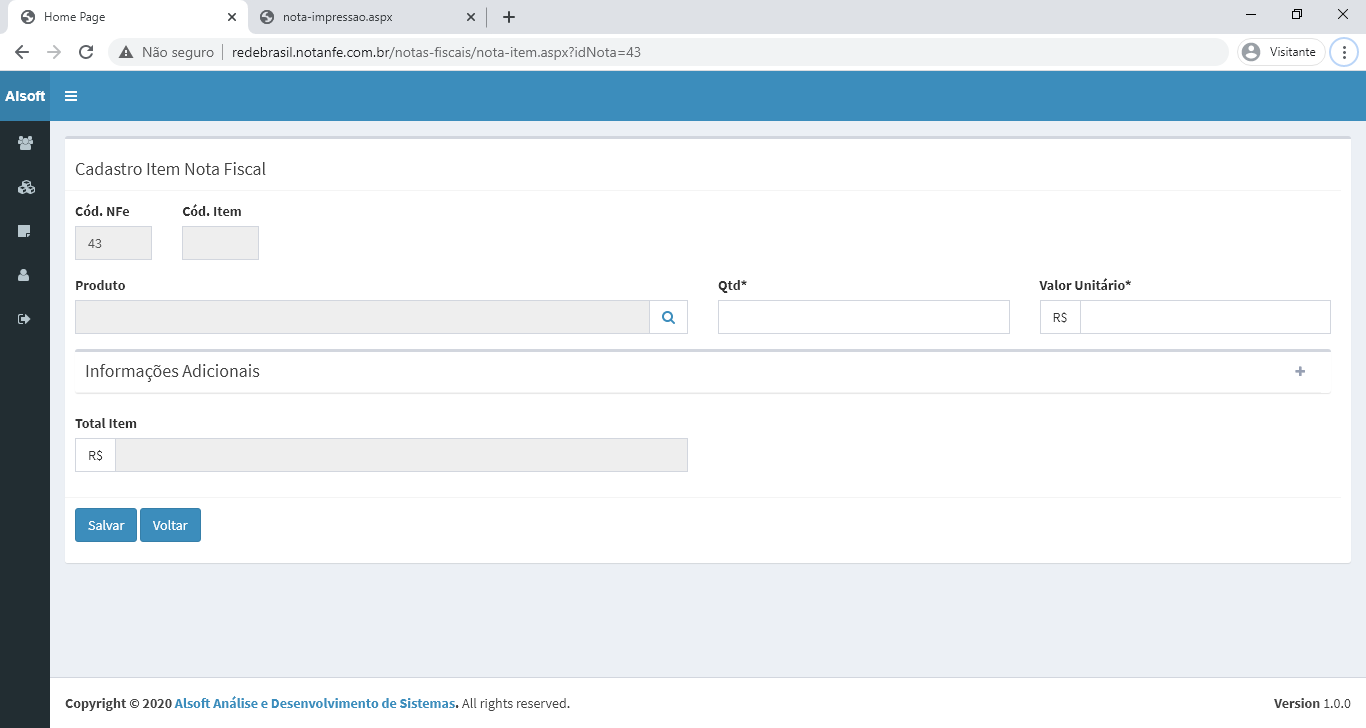 Home Page
nota-impressao.aspx
Não seguro
redebrasil.notanfe.com.br/notas-fiscais/nota-item.aspx?idNota=43
Visitante
Alsoft
Cadastro Item Nota Fiscal
Cód. NFe Cód. Item
43
Produto Qtd* Valor Unitário*
R$
Informações Adicionais
Total Item
R$
Salvar Voltar
Copyright © 2020 Alsoft Análise e Desenvolvimento de Sistemas. All rights reserved. Version 1.0.0